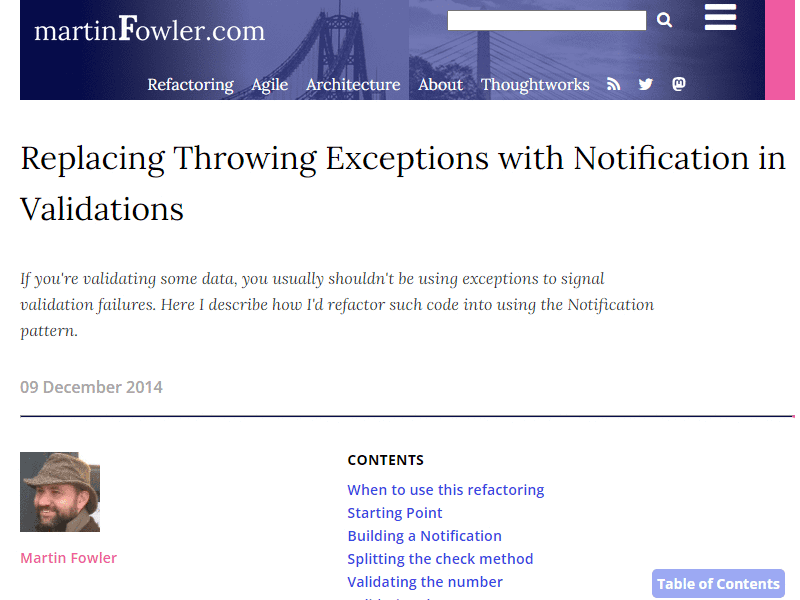 martinFowler.com
Refactoring Agile Architecture About Thoughtworks
Replacing Throwing Exceptions with Notification in
Validations
If you're validating some data, you usually shouldn't be using exceptions to signal
validation failures. Here I describe how I'd refactor such code into using the Notification
pattern.
09 December 2014
Martin Fowler
CONTENTS
When to use this refactoring
Starting Point
Building a Notification
Splitting the check method
Validating the number
Table of Contents